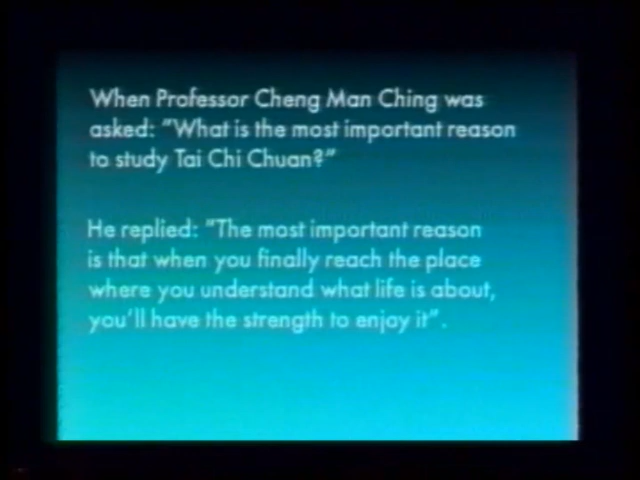 When Professor Cheng Man Ching was
asked: "What is the most important reason
to study Tai Chi Chuan?"
He replied: "The most important reason
is that when you finally reach the place
where you understand what life is about,
you'll have the strength to enjoy it".